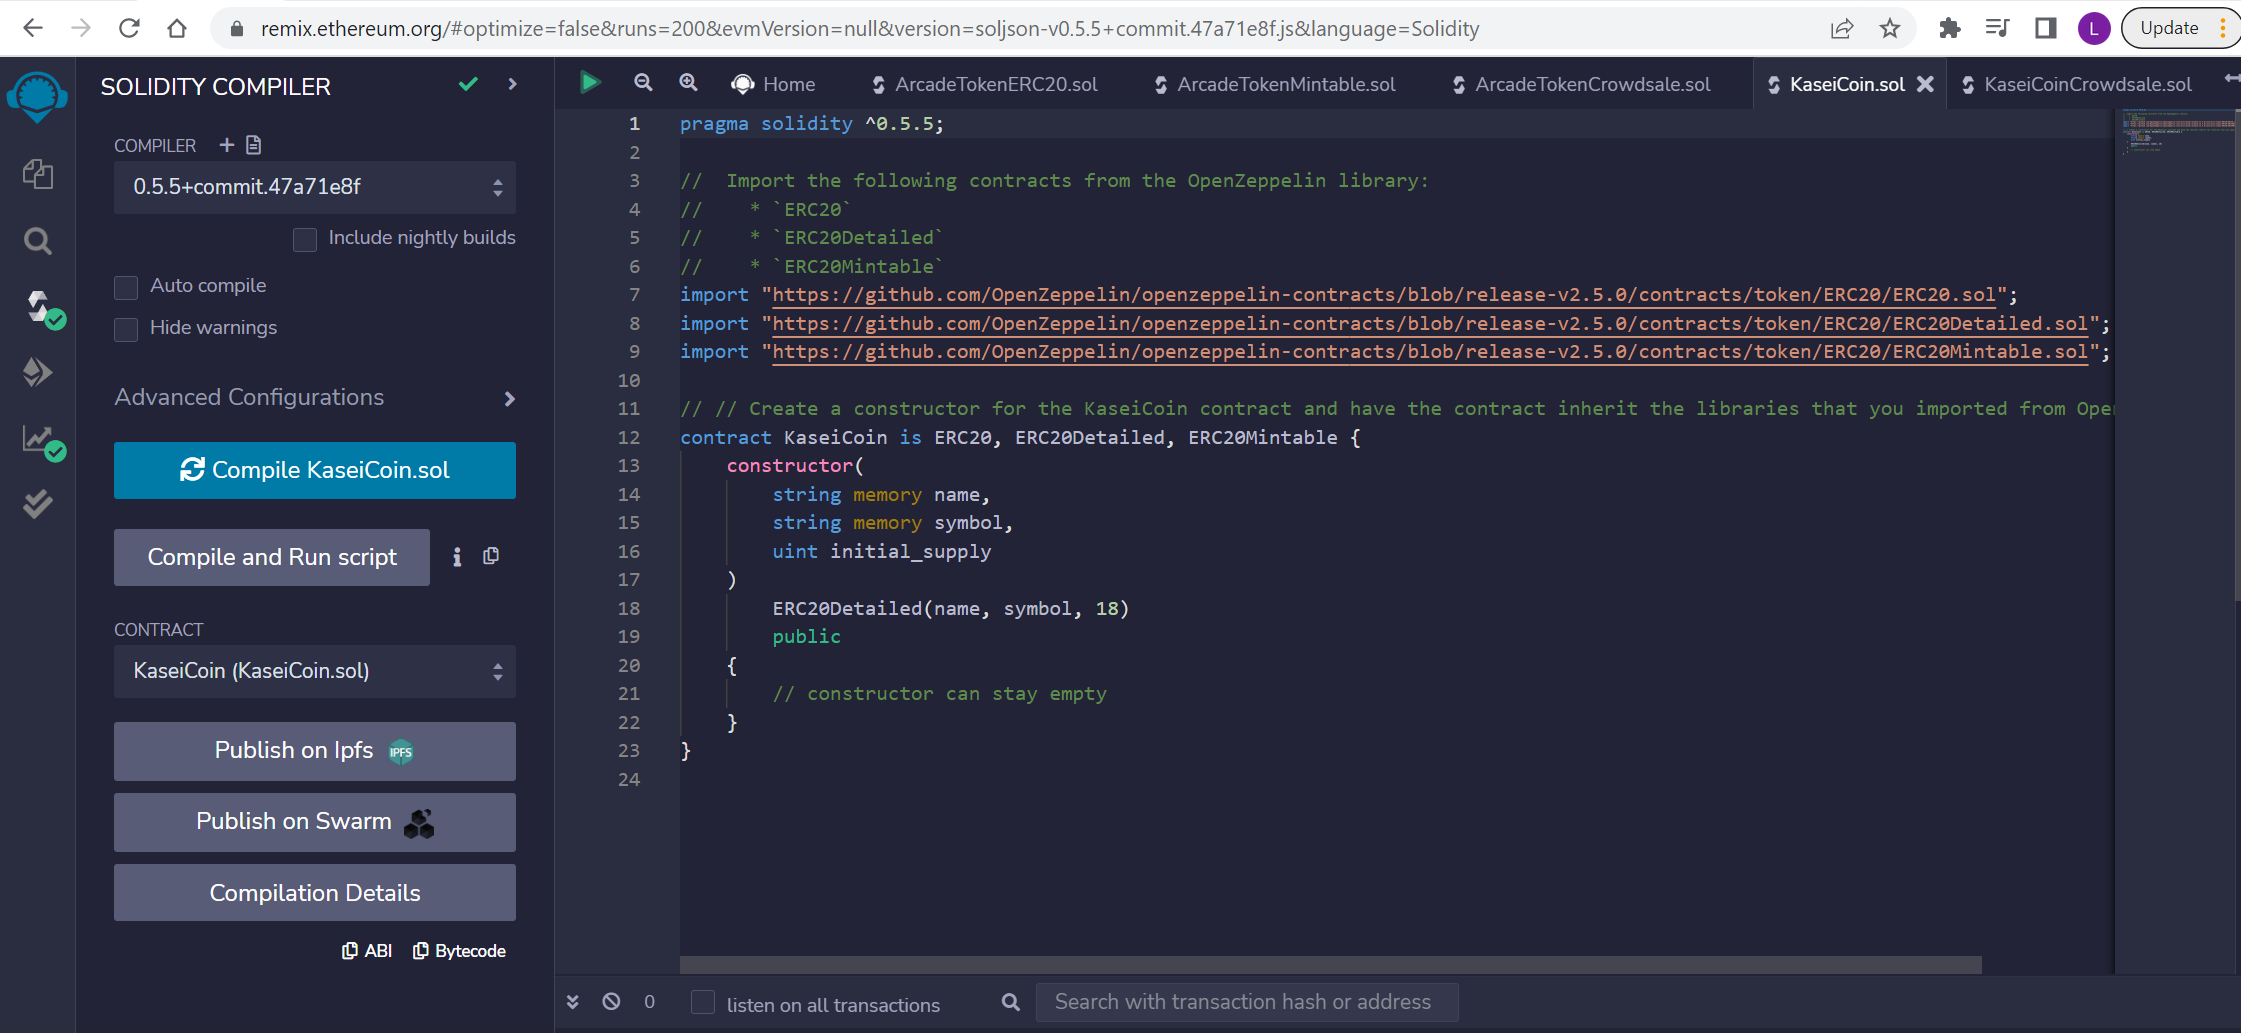 remix.ethereum.org/#optimize=false&runs=200&evmVersion=null&version=soljson-v0.5.5+commit.47a71e8f.js&language=Solidity
L
Update
SOLIDITY COMPILER
COMPILER
0.5.5+commit.47a71e8f
Include nightly builds
Auto compile
Hide warnings
Advanced Configurations
Compile KaseiCoin.sol
Compile and Run script
CONTRACT
KaseiCoin (KaseiCoin.sol)
Publish on Ipfs IPFS
Publish on Swarm
Compilation Details
ABI Bytecode
Home ArcadeTokenERC20.sol ArcadeTokenMintable.sol ArcadeTokenCrowdsale.sol KaseiCoin.sol KaseiCoinCrowdsale.sol
1 pragma solidity ^0.5.5;
2
3 //  Import the following contracts from the OpenZeppelin library:
4 //    * `ERC20`
5 //    * `ERC20Detailed`
6 //    * `ERC20Mintable`
7 import "https://github.com/OpenZeppelin/openzeppelin-contracts/blob/release-v2.5.0/contracts/token/ERC20/ERC20.sol";
8 import "https://github.com/OpenZeppelin/openzeppelin-contracts/blob/release-v2.5.0/contracts/token/ERC20/ERC20Detailed.sol";
9 import "https://github.com/OpenZeppelin/openzeppelin-contracts/blob/release-v2.5.0/contracts/token/ERC20/ERC20Mintable.sol";
10
11 // // Create a constructor for the KaseiCoin contract and have the contract inherit the libraries that you imported from Ope
12 contract KaseiCoin is ERC20, ERC20Detailed, ERC20Mintable {
13     constructor(
14         string memory name,
15         string memory symbol,
16         uint initial_supply
17     )
18         ERC20Detailed(name, symbol, 18)
19         public
20     {
21         // constructor can stay empty
22     }
23 }
24
0 listen on all transactions Search with transaction hash or address